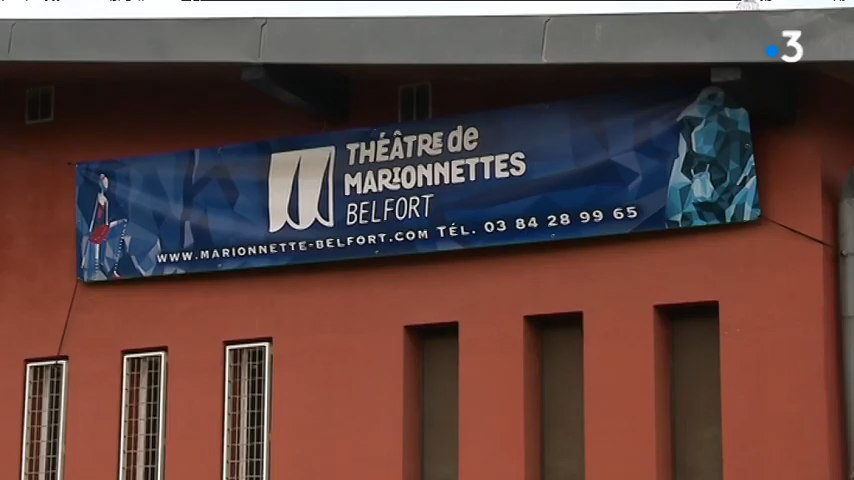 3
THÉÂTRE de
MARIONNETTES
BELFORT
WWW.MARIONNETTE-BELFORT.COM TÉL. 03 84 28 99 65